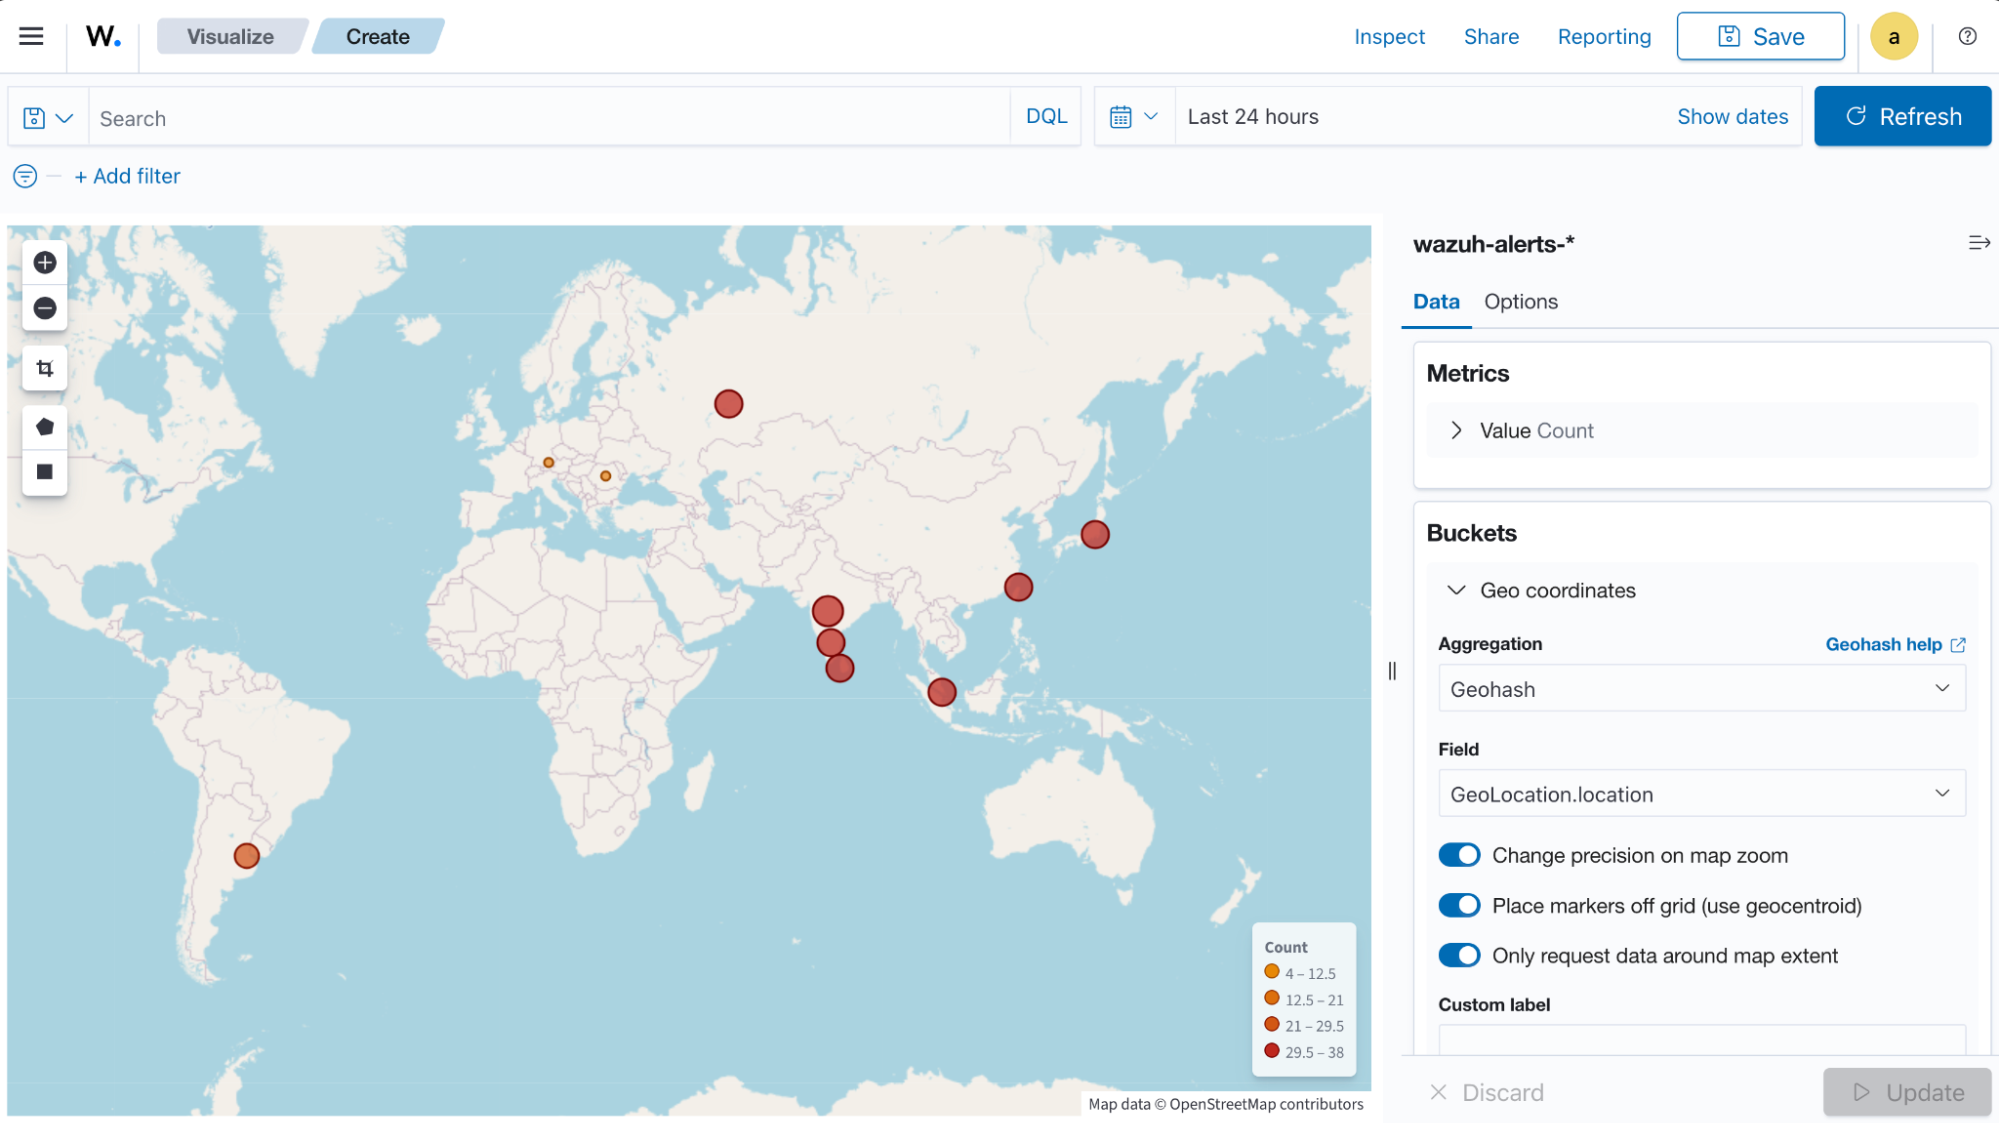 W.
Visualize
Create
Inspect
Share
Reporting
Save
a
Search
DQL
Last 24 hours
Show dates
Refresh
+ Add filter
wazuh-alerts-*
Data
Options
Metrics
Value Count
Buckets
Geo coordinates
Aggregation
Geohash help
Geohash
Field
GeoLocation.location
Change precision on map zoom
Place markers off grid (use geocentroid)
Only request data around map extent
Custom label
Count
4 – 12.5
12.5 – 21
21 – 29.5
29.5 – 38
Map data © OpenStreetMap contributors
Discard
Update